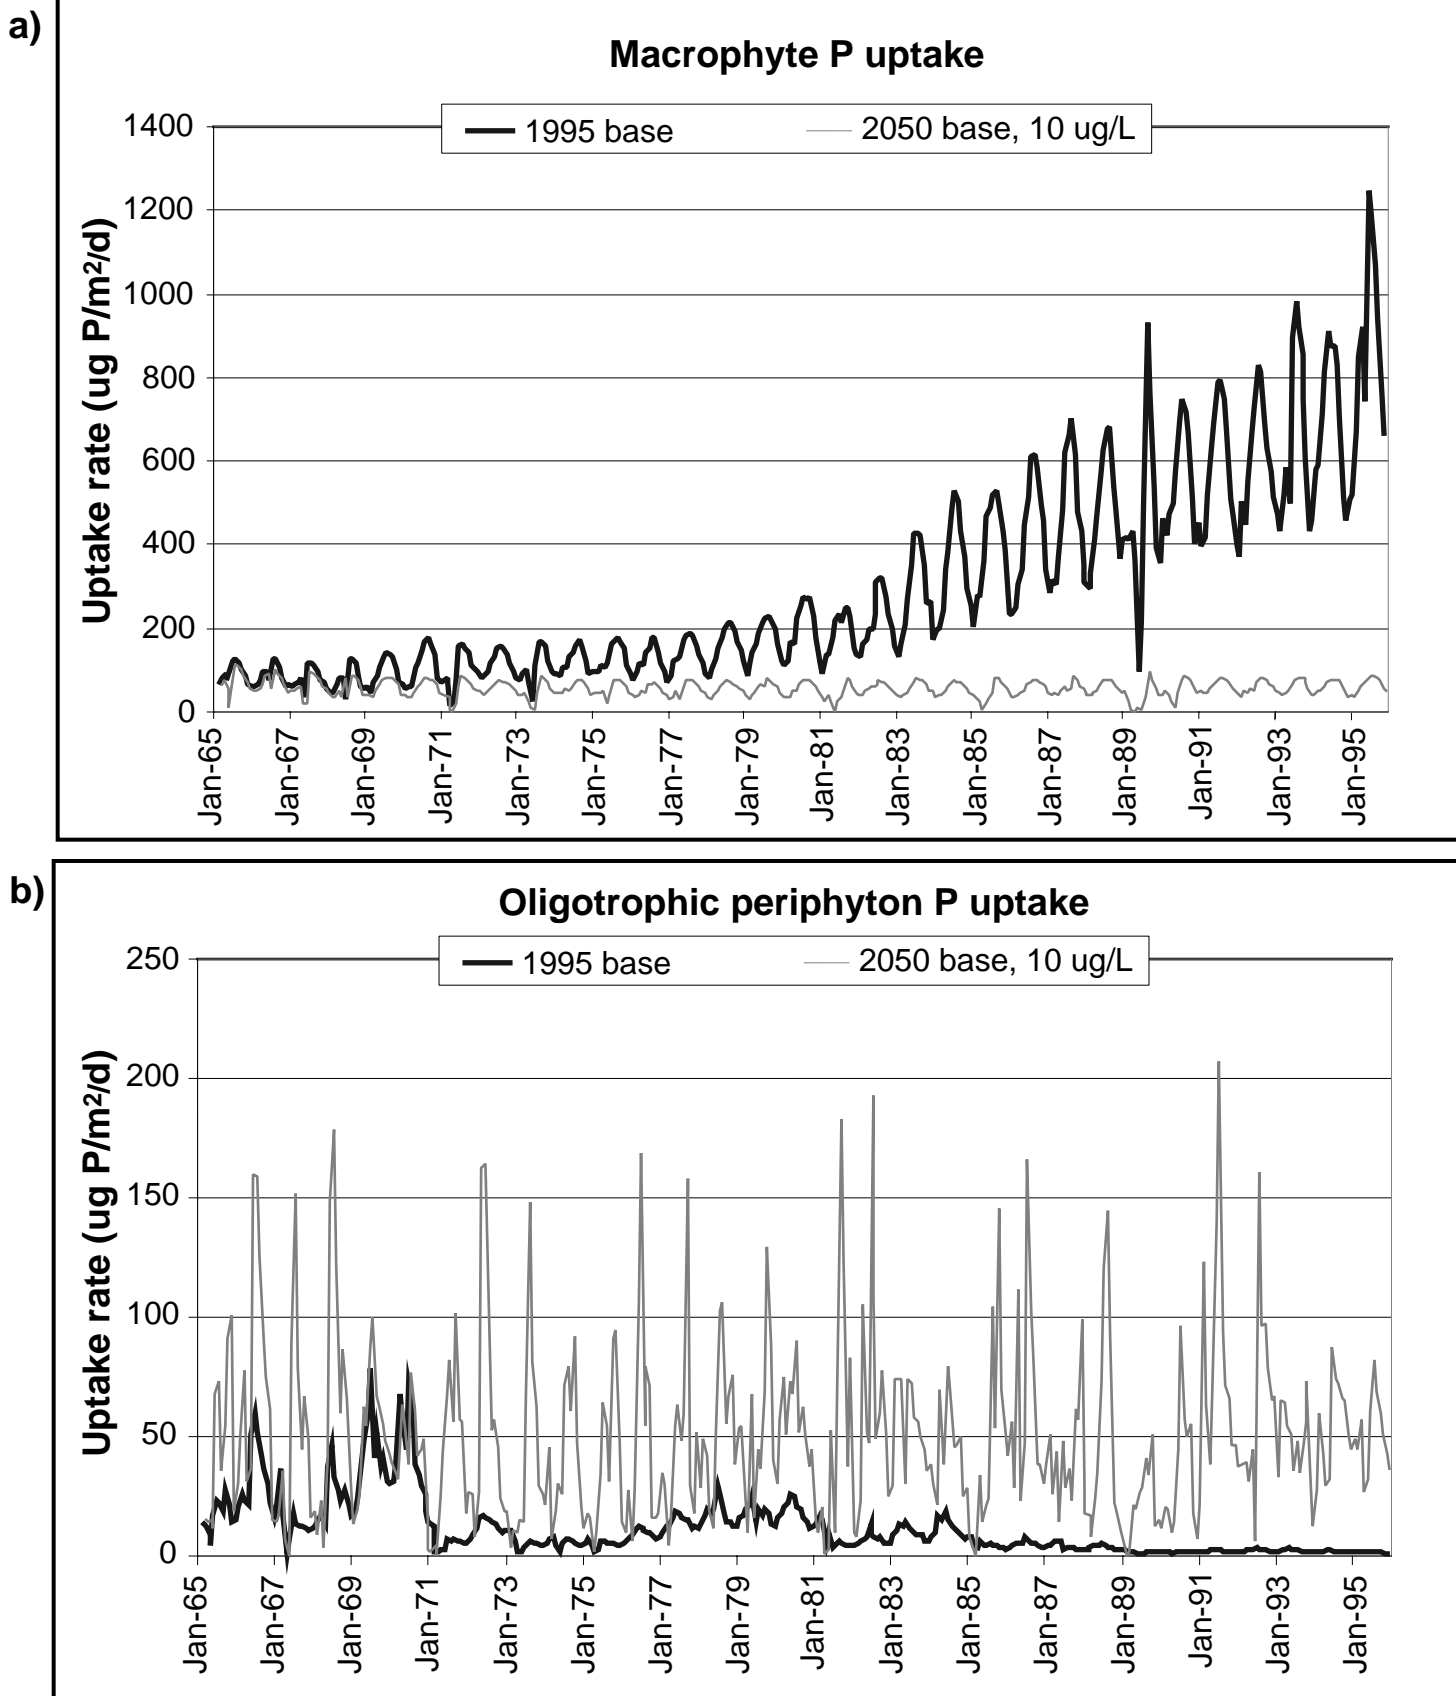 a)
Macrophyte P uptake
1995 base
2050 base, 10 ug/L
Uptake rate (ug P/m²/d)
1400
1200
1000
800
600
400
200
0
Jan-65
Jan-67
Jan-69
Jan-71
Jan-73
Jan-75
Jan-77
Jan-79
Jan-81
Jan-83
Jan-85
Jan-87
Jan-89
Jan-91
Jan-93
Jan-95
b)
Oligotrophic periphyton P uptake
1995 base
2050 base, 10 ug/L
Uptake rate (ug P/m²/d)
250
200
150
100
50
0
Jan-65
Jan-67
Jan-69
Jan-71
Jan-73
Jan-75
Jan-77
Jan-79
Jan-81
Jan-83
Jan-85
Jan-87
Jan-89
Jan-91
Jan-93
Jan-95